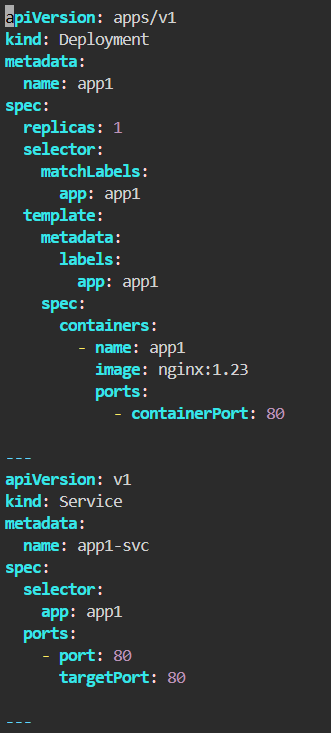 apiVersion: apps/v1
kind: Deployment
metadata:
  name: app1
spec:
  replicas: 1
  selector:
    matchLabels:
      app: app1
  template:
    metadata:
      labels:
        app: app1
    spec:
      containers:
        - name: app1
          image: nginx:1.23
          ports:
            - containerPort: 80

---
apiVersion: v1
kind: Service
metadata:
  name: app1-svc
spec:
  selector:
    app: app1
  ports:
    - port: 80
      targetPort: 80

---